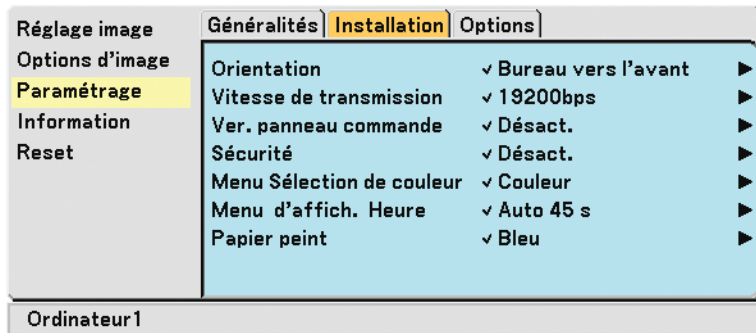 Réglage image
Options d'image
Paramétrage
Information
Reset
Généralités Installation Options
Orientation ✓ Bureau vers l'avant ▶
Vitesse de transmission ✓ 19200bps ▶
Ver. panneau commande ✓ Désact. ▶
Sécurité ✓ Désact. ▶
Menu Sélection de couleur ✓ Couleur ▶
Menu d'affich. Heure ✓ Auto 45 s ▶
Papier peint ✓ Bleu ▶
Ordinateur1